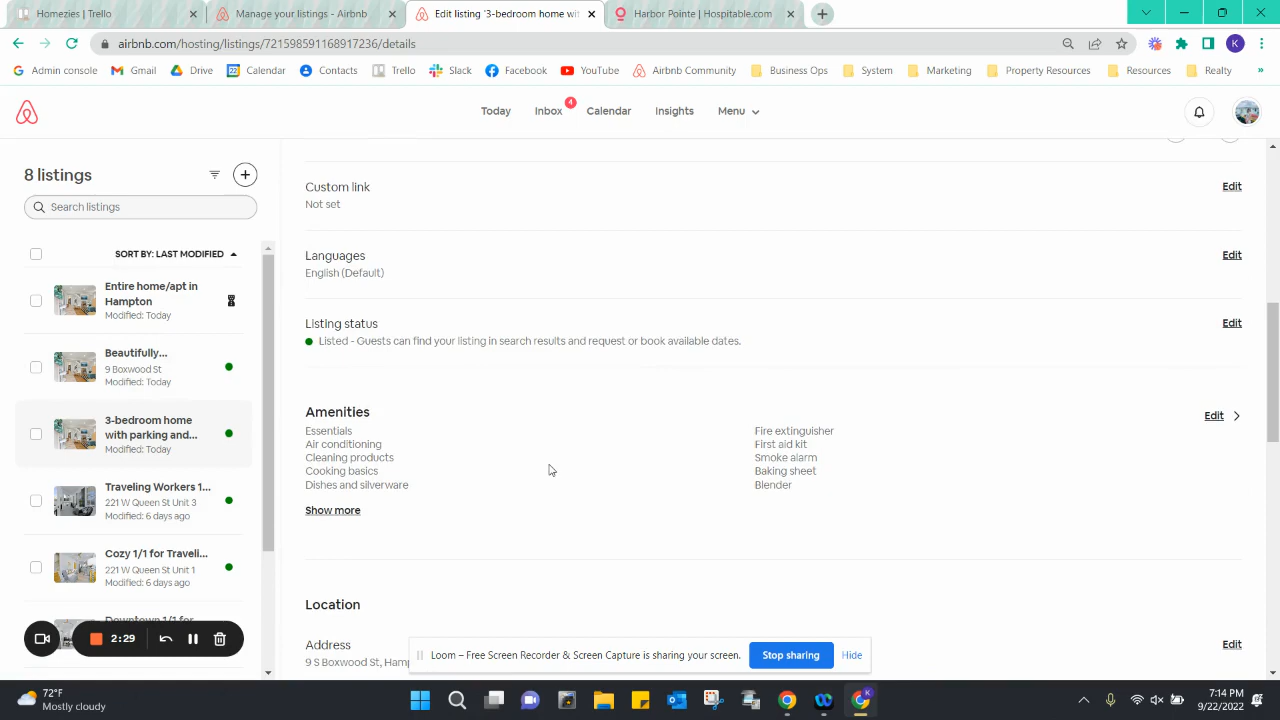 Homezies | Trello
Manage your listings - Airbnb
Edit listing '3-bedroom home wit
Harbor Pointe | Hospitable.com
airbnb.com/hosting/listings/721598591168917236/details
K
Admin console
Gmail
Drive
Calendar
Contacts
Trello
Slack
Facebook
YouTube
Airbnb Community
Business Ops
System
Marketing
Property Resources
Resources
Realty
»
Today
Inbox
4
Calendar
Insights
Menu
8 listings
Search listings
SORT BY: LAST MODIFIED
Entire home/apt in
Hampton
Modified: Today
Beautifully...
9 Boxwood St
Modified: Today
3-bedroom home
with parking and...
Modified: Today
Traveling Workers 1...
221 W Queen St Unit 3
Modified: 6 days ago
Cozy 1/1 for Traveli...
221 W Queen St Unit 1
Modified: 6 days ago
Downtown 1/1 for
2:29
Custom link
Not set
Edit
Languages
English (Default)
Edit
Listing status
Listed - Guests can find your listing in search results and request or book available dates.
Edit
Amenities
Edit
Essentials
Air conditioning
Cleaning products
Cooking basics
Dishes and silverware
Fire extinguisher
First aid kit
Smoke alarm
Baking sheet
Blender
Show more
Location
Address
9 S Boxwood St, Hamp
Edit
Loom – Free Screen Recorder & Screen Capture is sharing your screen.
Stop sharing
Hide
72°F
Mostly cloudy
7:14 PM
9/22/2022